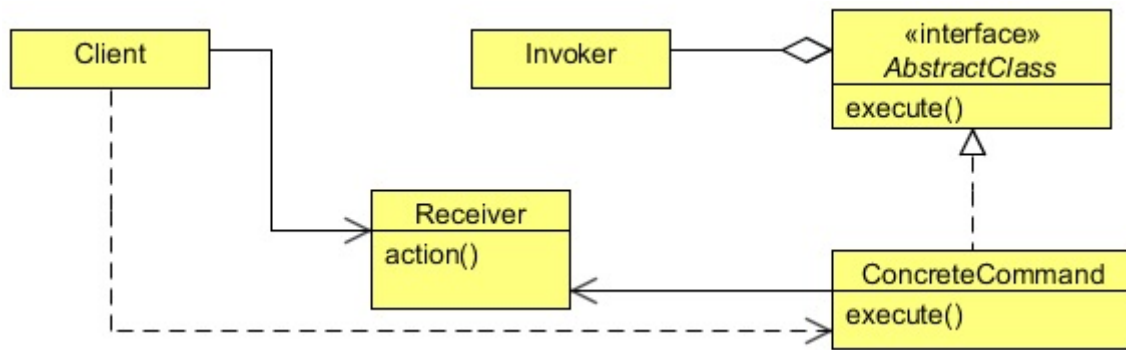 Client
Invoker
«interface»
AbstractClass
execute()
Receiver
action()
ConcreteCommand
execute()